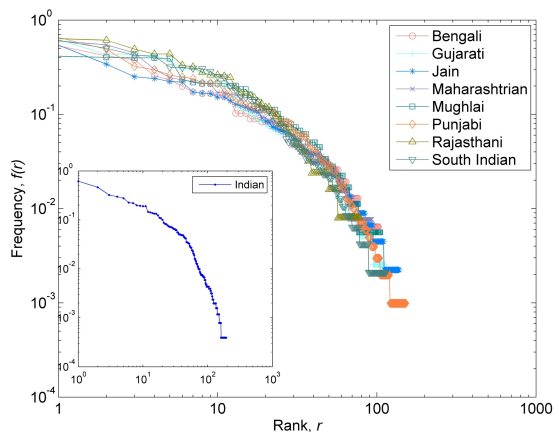 10^0
10^-1
10^-2
10^-3
10^-4
Frequency, f(r)
1
10
100
1000
Rank, r
Bengali
Gujarati
Jain
Maharashtrian
Mughlai
Punjabi
Rajasthani
South Indian
10^0
10^-1
10^-2
10^-3
10^-4
10^0
10^1
10^2
10^3
Indian